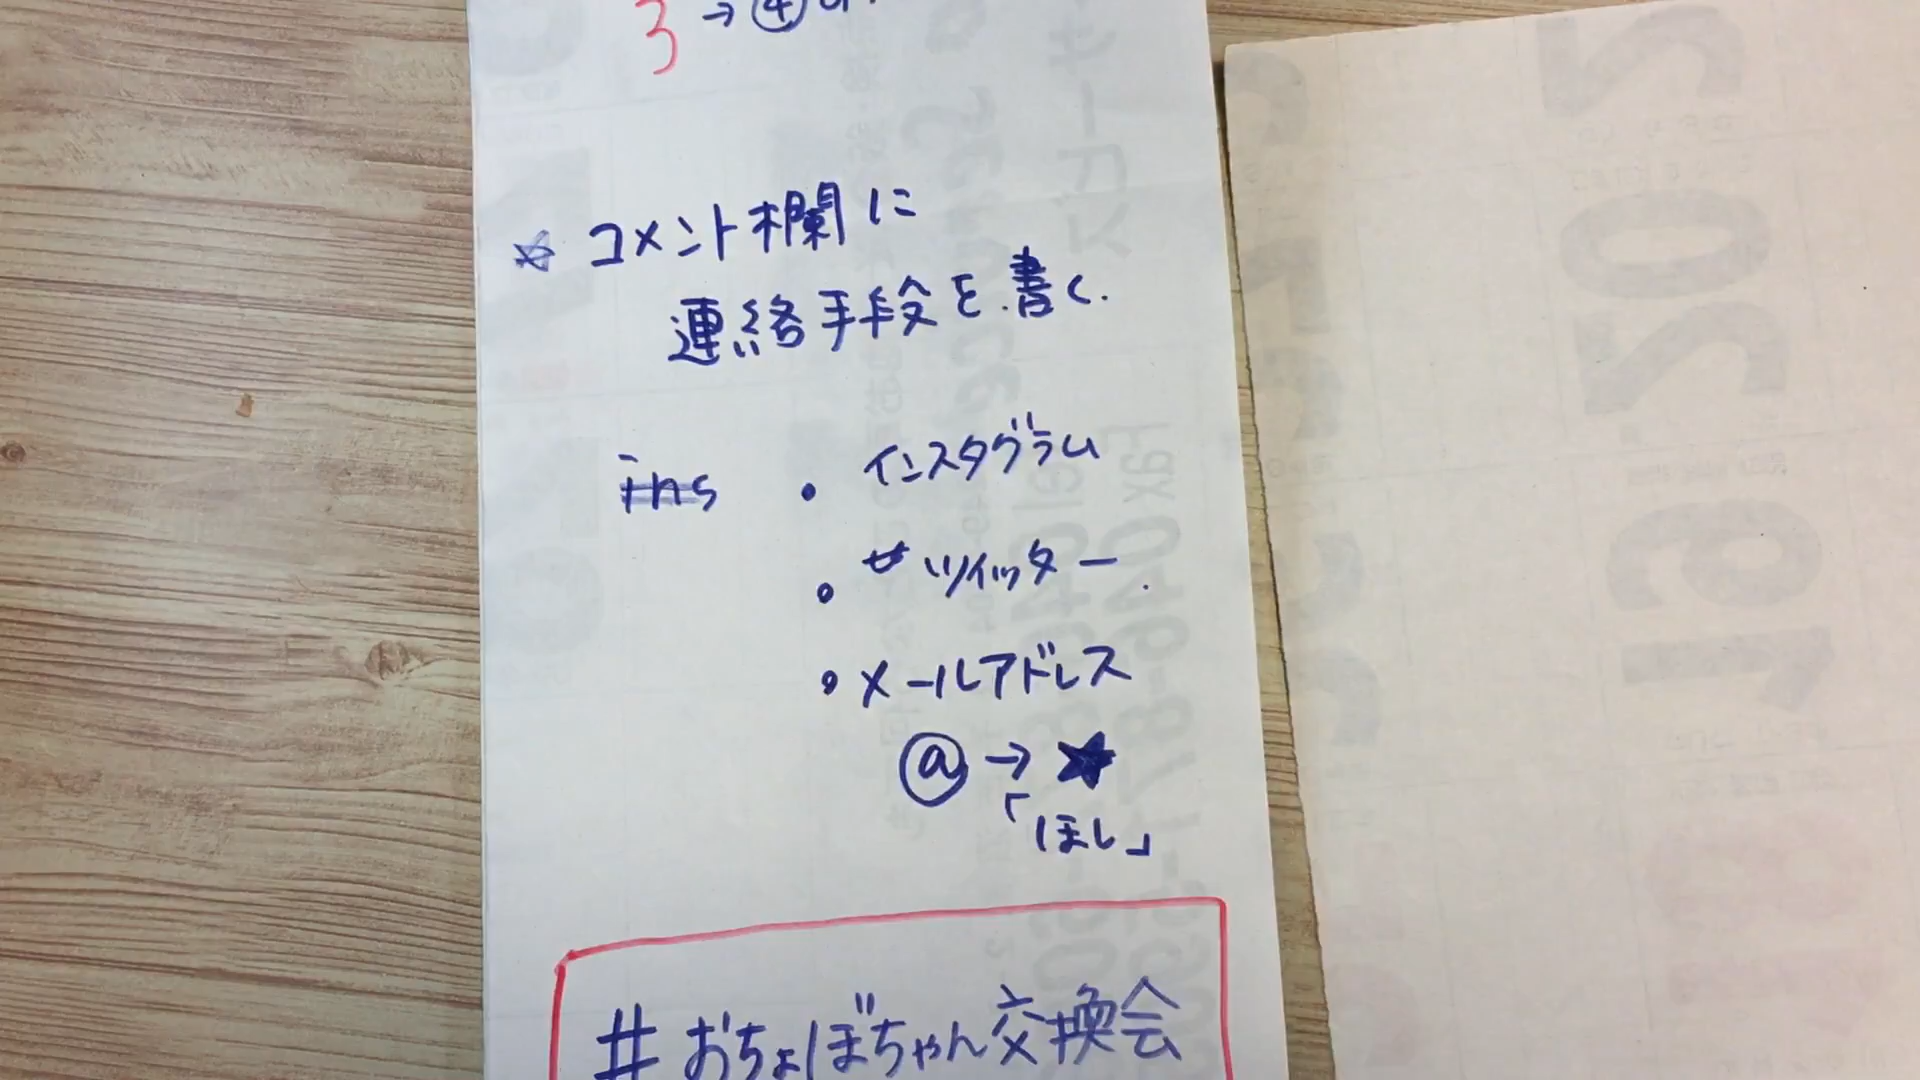 3 → ④
☆ コメント欄に
連絡手段を書く.
ins • インスタグラム
• ツイッター
• メールアドレス
@ → ★
「ほし」
# おちょぼちゃん交換会